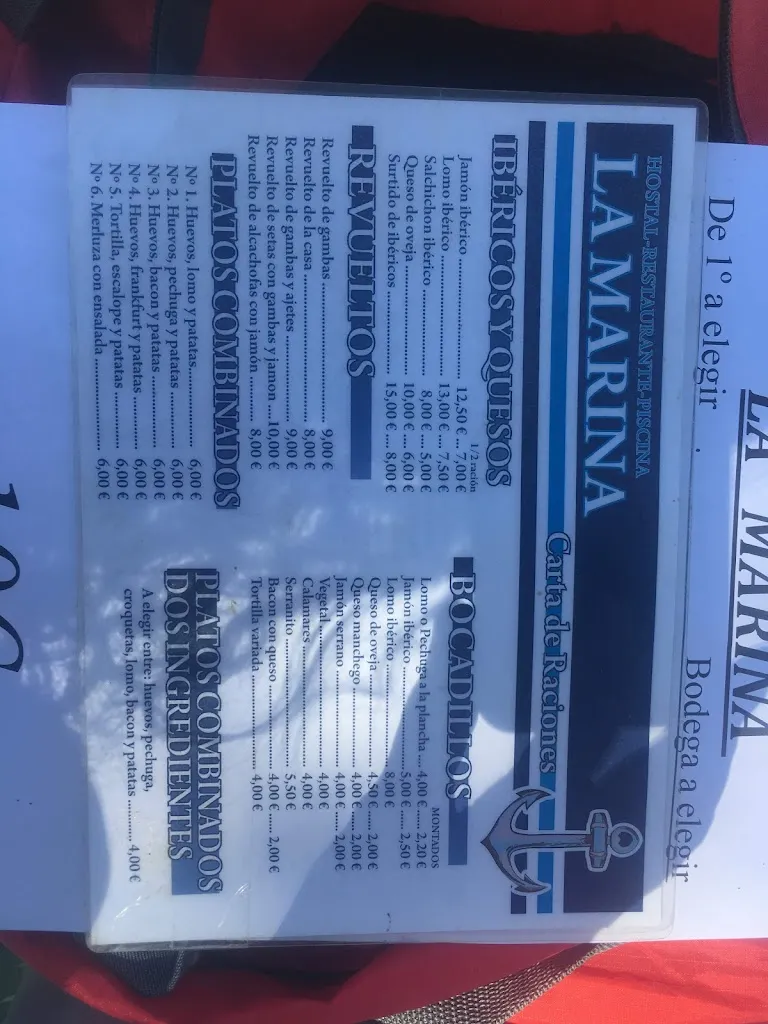 LA MARINA
De 1º a elegir
Bodega a elegir
HOSTAL-RESTAURANTE-PISCINA
LA MARINA
Carta de Raciones
IBÉRICOS Y QUESOS
1/2 ración
Jamón ibérico .......... 12,50 € .... 7,00 €
Lomo ibérico .......... 13,00 € .... 7,50 €
Salchichon ibérico .......... 8,00 € .... 5,00 €
Queso de oveja .......... 10,00 € .... 6,00 €
Surtido de ibéricos .......... 15,00 € .... 8,00 €
REVUELTOS
Revuelto de gambas .......... 9,00 €
Revuelto de la casa .......... 8,00 €
Revuelto de gambas y ajetes .......... 9,00 €
Revuelto de setas con gambas y jamon ....10,00 €
Revuelto de alcachofas con jamón .......... 8,00 €
PLATOS COMBINADOS
Nº 1. Huevos, lomo y patatas .......... 6,00 €
Nº 2. Huevos, pechuga y patatas .......... 6,00 €
Nº 3. Huevos, bacon y patatas .......... 6,00 €
Nº 4. Huevos, frankfurt y patatas .......... 6,00 €
Nº 5. Tortilla, escalope y patatas .......... 6,00 €
Nº 6. Merluza con ensalada .......... 6,00 €
BOCADILLOS
MONTADOS
Lomo o Pechuga a la plancha .... 4,00 € ...... 2,20 €
Jamón ibérico .......... 5,00 € ...... 2,50 €
Lomo ibérico .......... 8,00 €
Queso de oveja .......... 4,50 € ...... 2,00 €
Queso manchego .......... 4,00 € ...... 2,00 €
Jamón serrano .......... 4,00 € ...... 2,00 €
Vegetal .......... 4,00 €
Calamares .......... 4,00 €
Serranito .......... 5,50 €
Bacon con queso .......... 4,00 € ...... 2,00 €
Tortilla variada .......... 4,00 €
PLATOS COMBINADOS
DOS INGREDIENTES
A elegir entre: huevos, pechuga,
croquetas, lomo, bacon y patatas .......... 4,00 €
10€